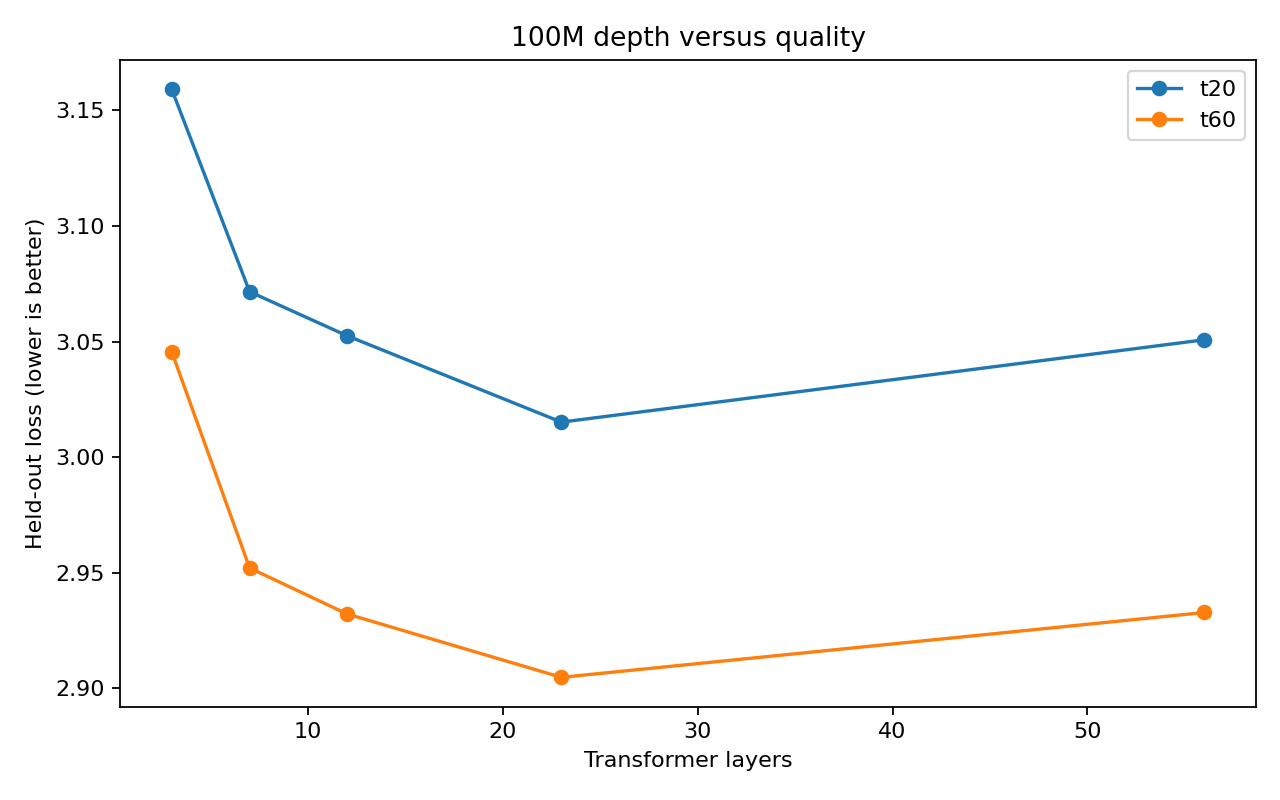 100M depth versus quality
t20
t60
Held-out loss (lower is better)
3.15
3.10
3.05
3.00
2.95
2.90
10 20 30 40 50
Transformer layers